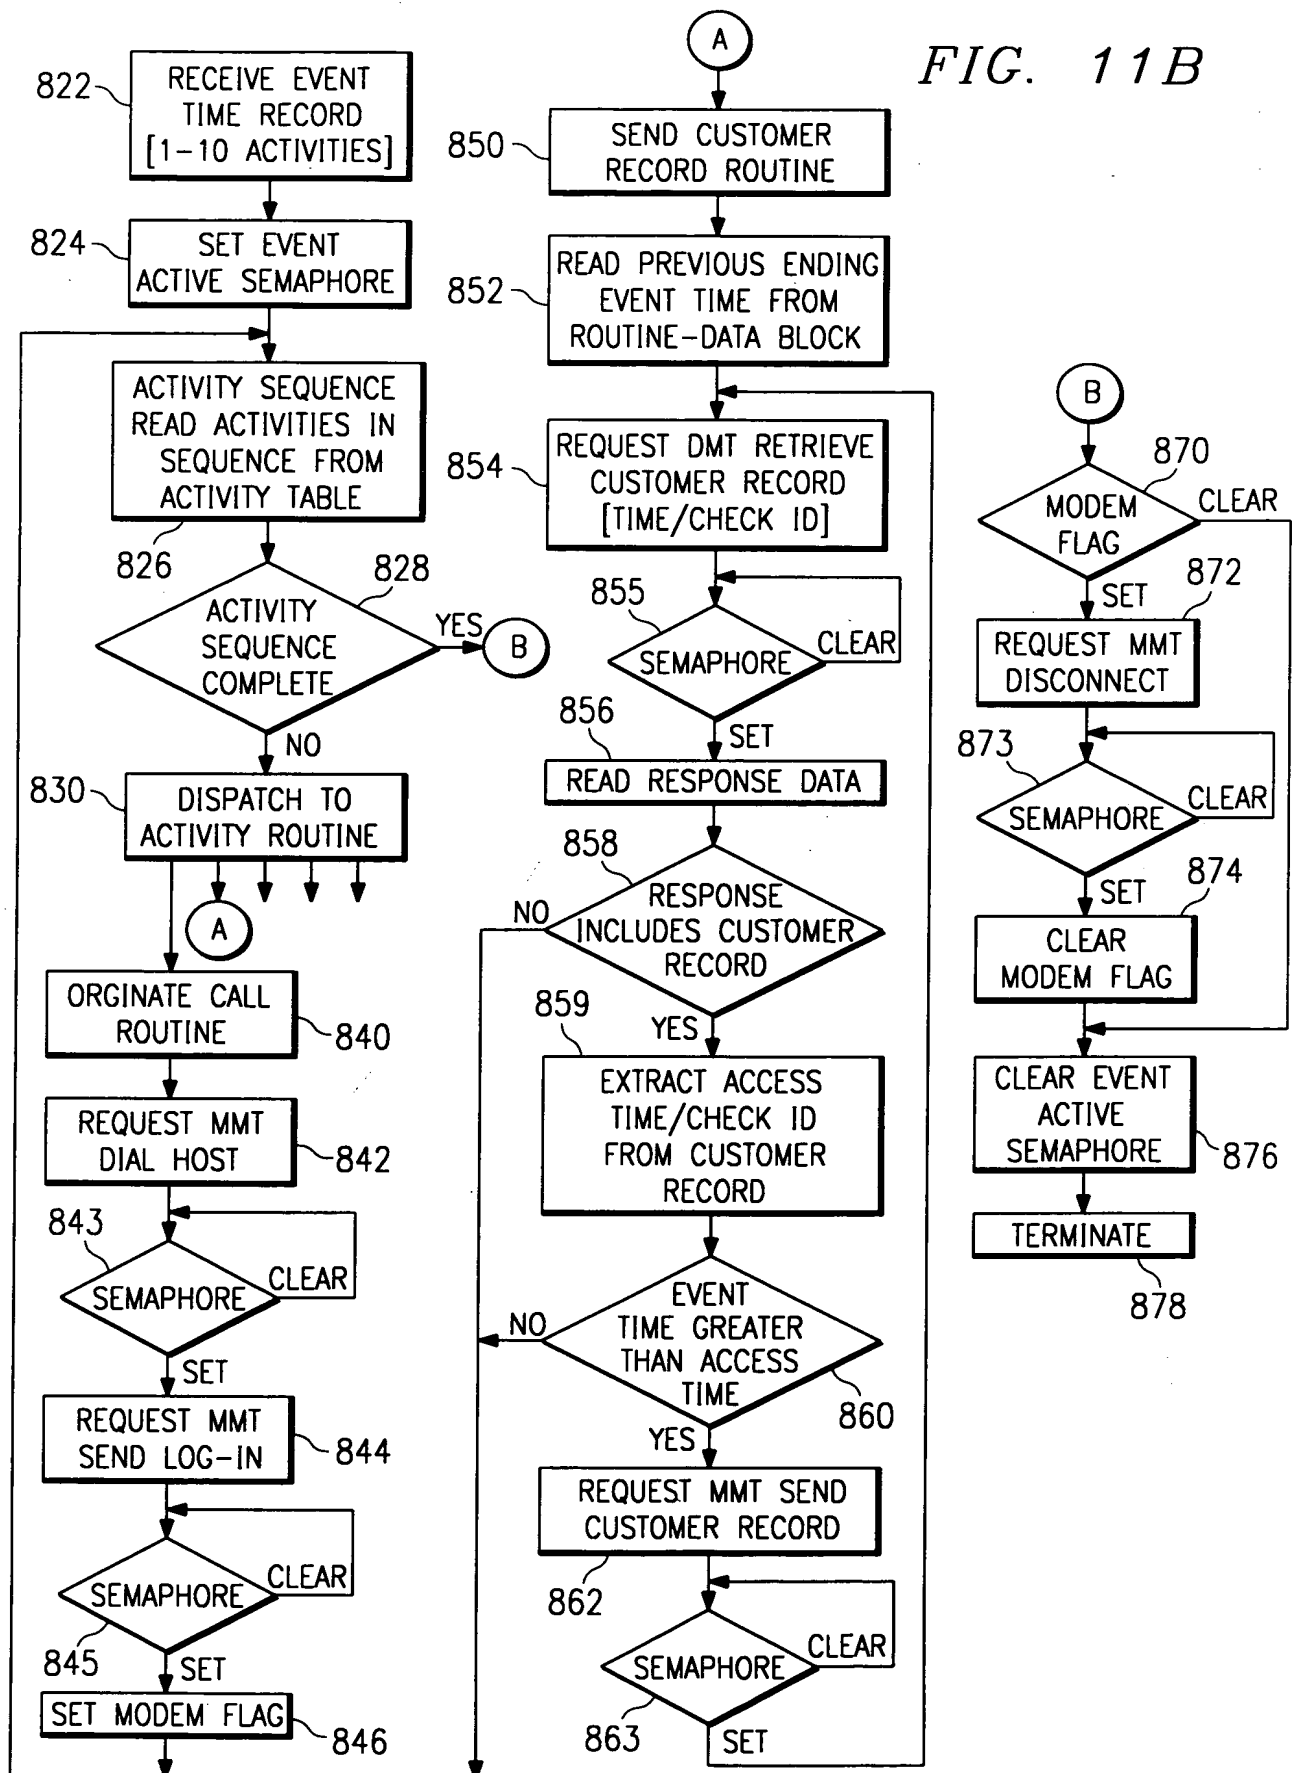 FIG. 11B
822
RECEIVE EVENT
TIME RECORD
[1-10 ACTIVITIES]
824
SET EVENT
ACTIVE SEMAPHORE
ACTIVITY SEQUENCE
READ ACTIVITIES IN
SEQUENCE FROM
ACTIVITY TABLE
826
828
ACTIVITY
SEQUENCE
COMPLETE
YES
B
NO
830
DISPATCH TO
ACTIVITY ROUTINE
A
ORGINATE CALL
ROUTINE
840
REQUEST MMT
DIAL HOST
842
843
SEMAPHORE
CLEAR
SET
REQUEST MMT
SEND LOG-IN
844
SEMAPHORE
CLEAR
845
SET
SET MODEM FLAG
846
A
850
SEND CUSTOMER
RECORD ROUTINE
852
READ PREVIOUS ENDING
EVENT TIME FROM
ROUTINE-DATA BLOCK
854
REQUEST DMT RETRIEVE
CUSTOMER RECORD
[TIME/CHECK ID]
855
SEMAPHORE
CLEAR
856
SET
READ RESPONSE DATA
858
RESPONSE
INCLUDES CUSTOMER
RECORD
NO
859
YES
EXTRACT ACCESS
TIME/CHECK ID
FROM CUSTOMER
RECORD
EVENT
TIME GREATER
THAN ACCESS
TIME
NO
860
YES
REQUEST MMT SEND
CUSTOMER RECORD
862
SEMAPHORE
CLEAR
863
SET
B
870
MODEM
FLAG
CLEAR
SET
872
REQUEST MMT
DISCONNECT
873
SEMAPHORE
CLEAR
SET
874
CLEAR
MODEM FLAG
CLEAR EVENT
ACTIVE
SEMAPHORE
876
TERMINATE
878